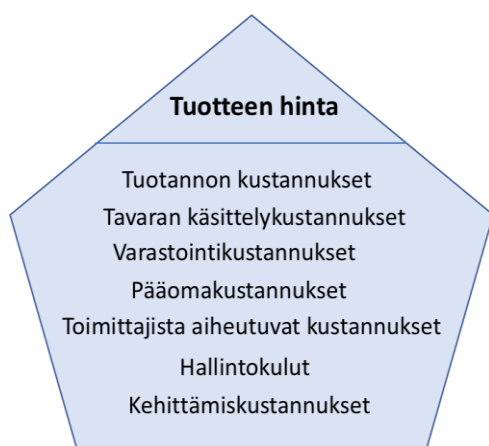 Tuotteen hinta
Tuotannon kustannukset
Tavaran käsittelykustannukset
Varastointikustannukset
Pääomakustannukset
Toimittajista aiheutuvat kustannukset
Hallintokulut
Kehittämiskustannukset